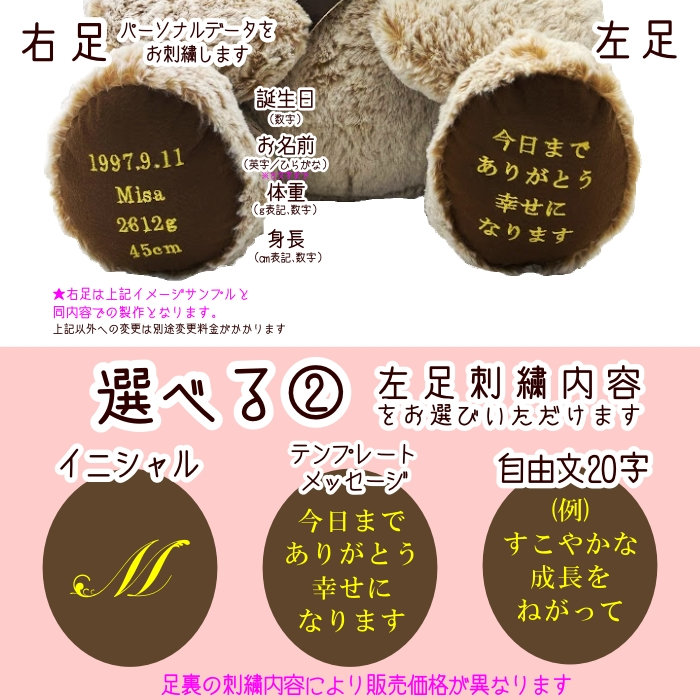 右足
パーソナルデータを
お刺繍します
左足
誕生日
(数字)
お名前
(英字/ひらがな)
体重
(g表記、数字)
身長
(㎝表記、数字)
1997.9.11
Misa
2612g
45cm
今日まで
ありがとう
幸せに
なります
★右足は上記イメージサンプルと
同内容での製作となります。
上記以外への変更は別途変更料金がかかります
選べる②
左足刺繍内容
をお選びいただけます
イニシャル
M
テンプレート
メッセージ
今日まで
ありがとう
幸せに
なります
自由文20字
(例)
すこやかな
成長を
ねがって
足裏の刺繍内容により販売価格が異なります